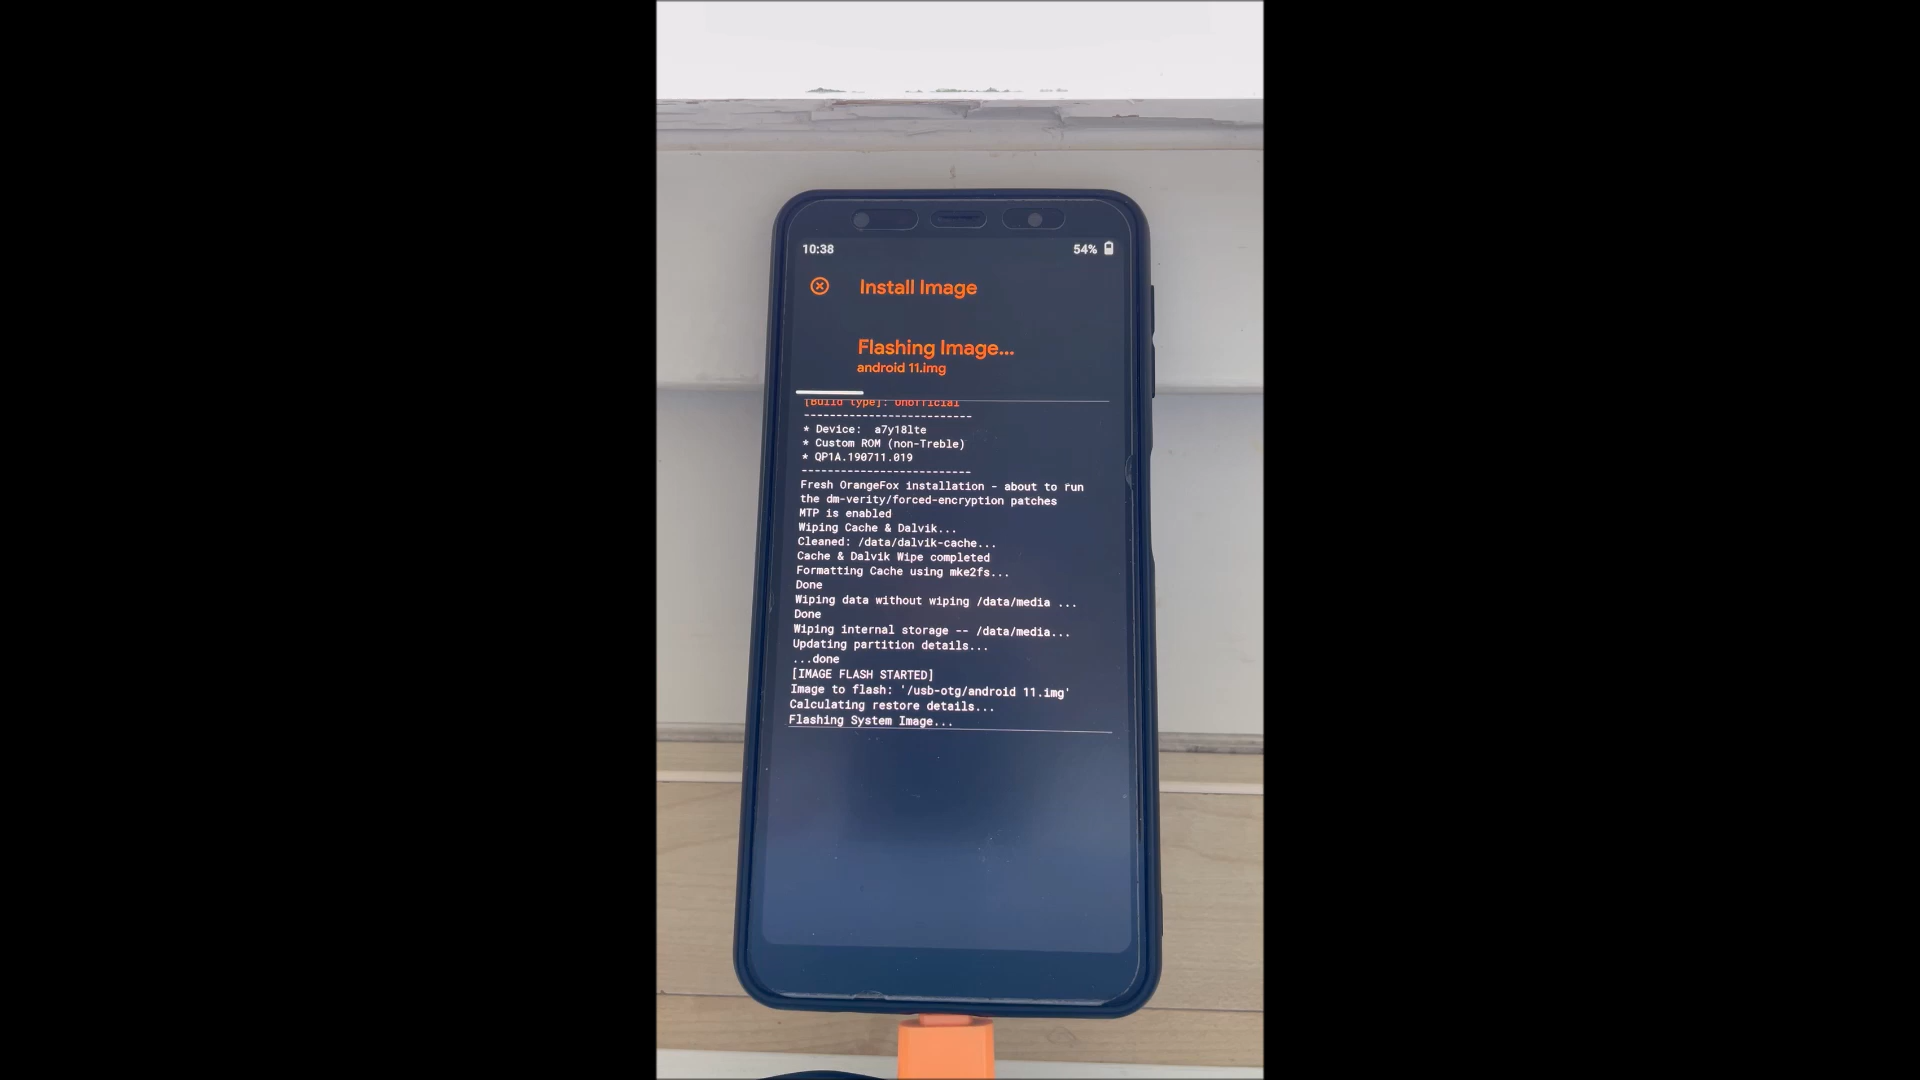 10:38
54%
Install Image
Flashing Image...
android 11.img
[Build type]: Unofficial
--------------------------
* Device:  a7y18lte
* Custom ROM (non-Treble)
* QP1A.190711.019
--------------------------
Fresh OrangeFox installation - about to run
the dm-verity/forced-encryption patches
MTP is enabled
Wiping Cache & Dalvik...
Cleaned: /data/dalvik-cache...
Cache & Dalvik Wipe completed
Formatting Cache using mke2fs...
Done
Wiping data without wiping /data/media ...
Done
Wiping internal storage -- /data/media...
Updating partition details...
...done
[IMAGE FLASH STARTED]
Image to flash: '/usb-otg/android 11.img'
Calculating restore details...
Flashing System Image...